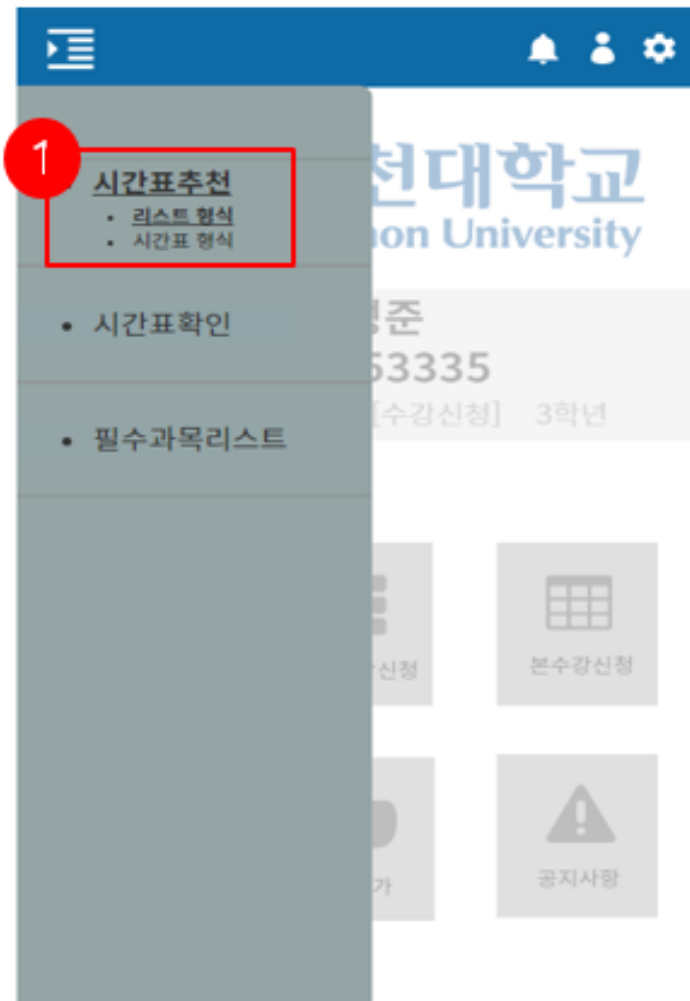 1
시간표추천
리스트 형식
시간표 형식
시간표확인
필수과목리스트
천대학교
on University
준
53335
[수강신청] 3학년
신청
본수강신청
가
공지사항